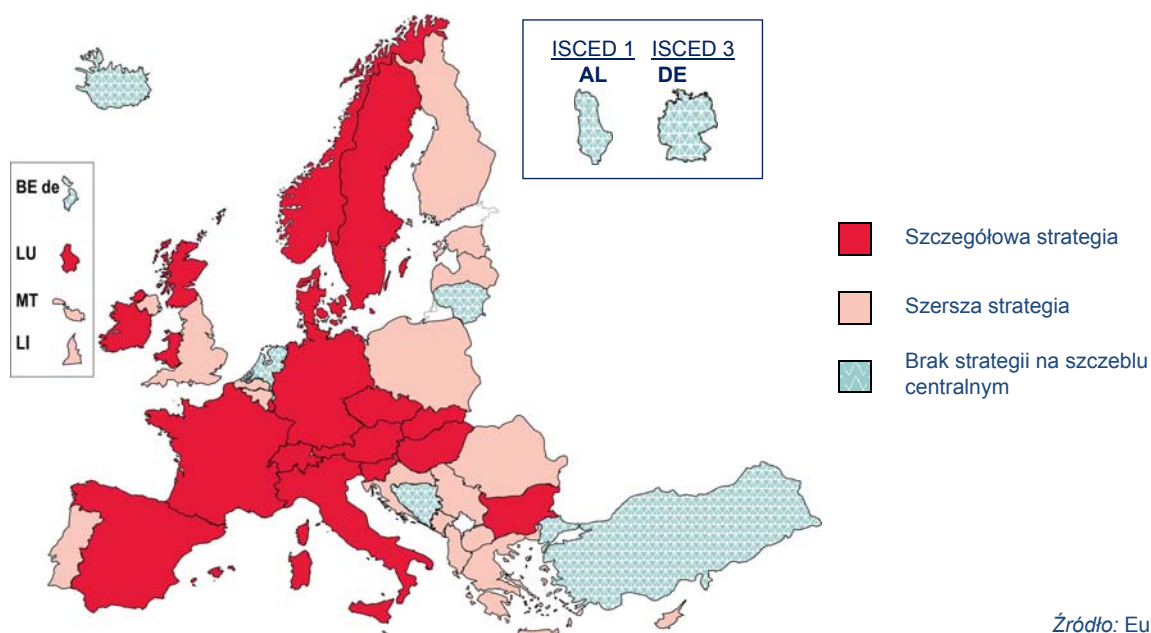 ISCED 1 ISCED 3
AL DE
BE de
LU
MT
LI
Szczegółowa strategia
Szersza strategia
Brak strategii na szczeblu
centralnym
Źródło: Eu